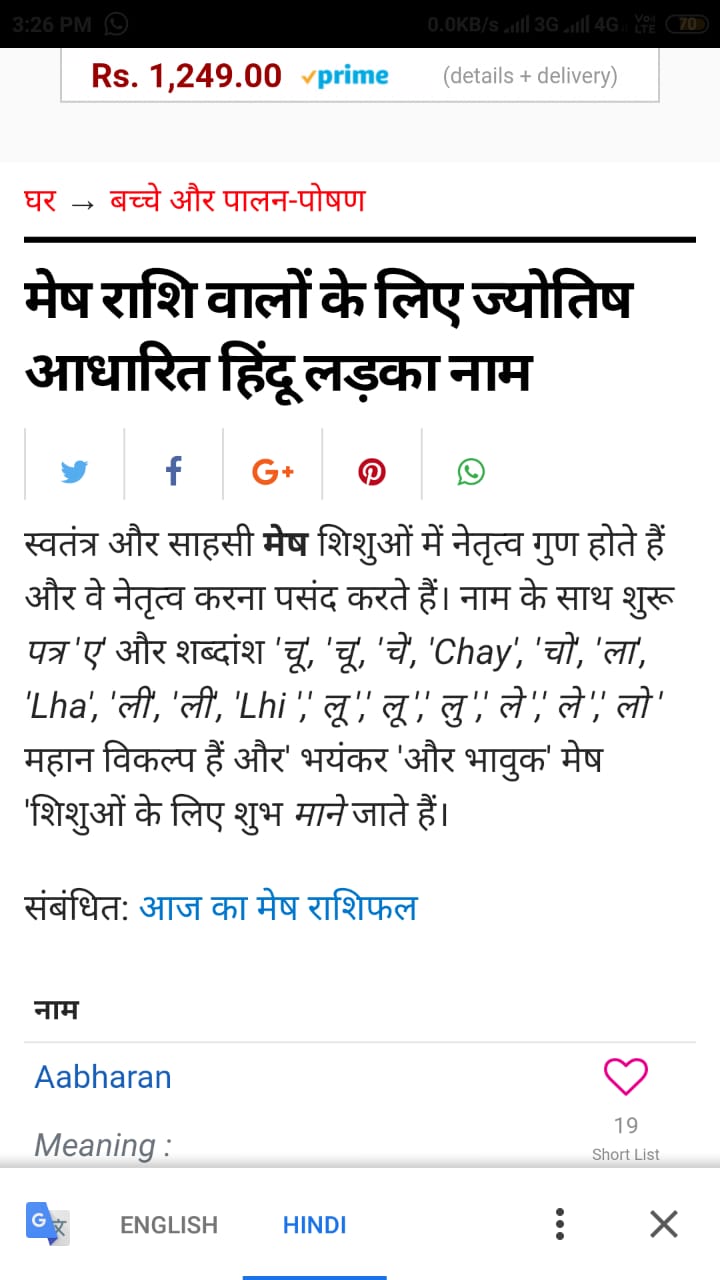 3:26 PM
0.0KB/s 3G 4G Vo LTE 70
Rs. 1,249.00 prime (details + delivery)
घर → बच्चे और पालन-पोषण
मेष राशि वालों के लिए ज्योतिष
आधारित हिंदू लड़का नाम
f G+
स्वतंत्र और साहसी मेष शिशुओं में नेतृत्व गुण होते हैं
और वे नेतृत्व करना पसंद करते हैं। नाम के साथ शुरू
पत्र 'ए' और शब्दांश 'चू', 'चू', 'चे', 'Chay', 'चो', 'ला',
'Lha', 'ली', 'ली', 'Lhi ',' लू ',' लू ',' लु ',' ले ',' ले ',' लो '
महान विकल्प हैं और' भयंकर 'और भावुक' मेष
'शिशुओं के लिए शुभ माने जाते हैं।
संबंधित: आज का मेष राशिफल
नाम
Aabharan
19
Meaning :
Short List
G 文 ENGLISH HINDI